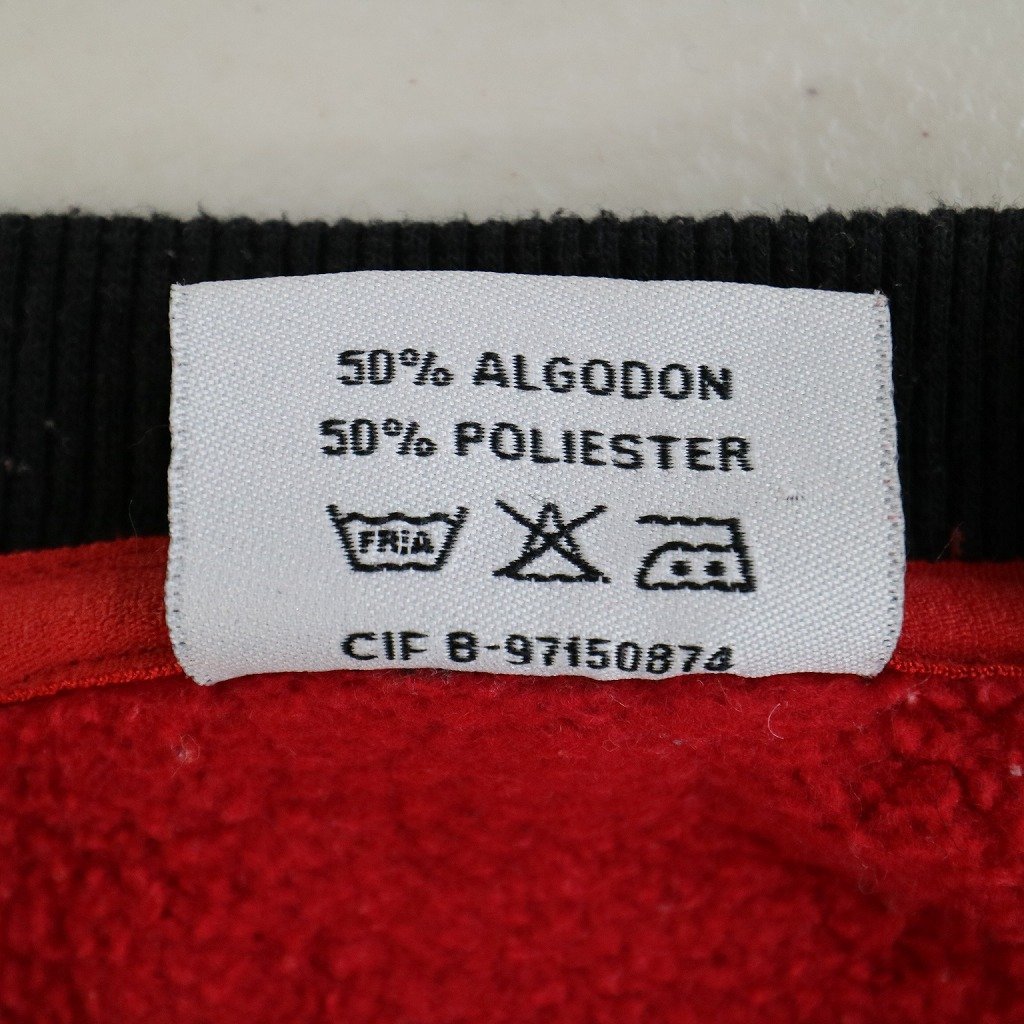 50% ALGODON
50% POLIESTER
FRIA
CIF B-97150874